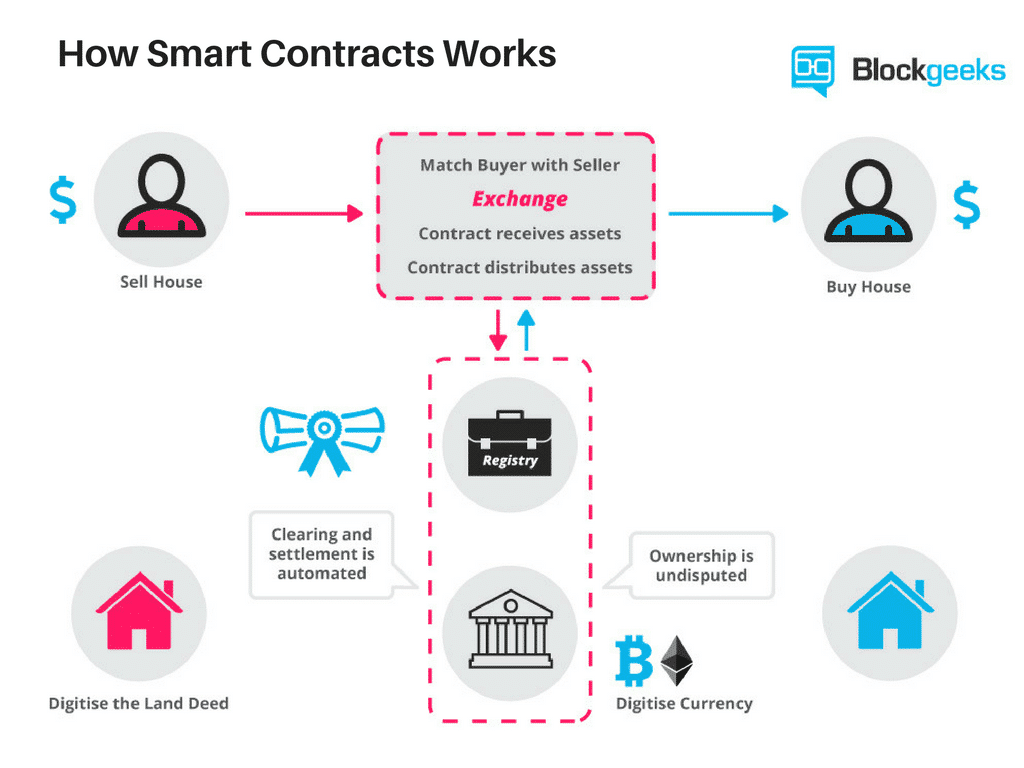 How Smart Contracts Works
Blockgeeks
Match Buyer with Seller
Exchange
Contract receives assets
Contract distributes assets
$
$
Sell House
Buy House
Registry
Clearing and
settlement is
automated
Ownership is
undisputed
Digitise the Land Deed
Digitise Currency